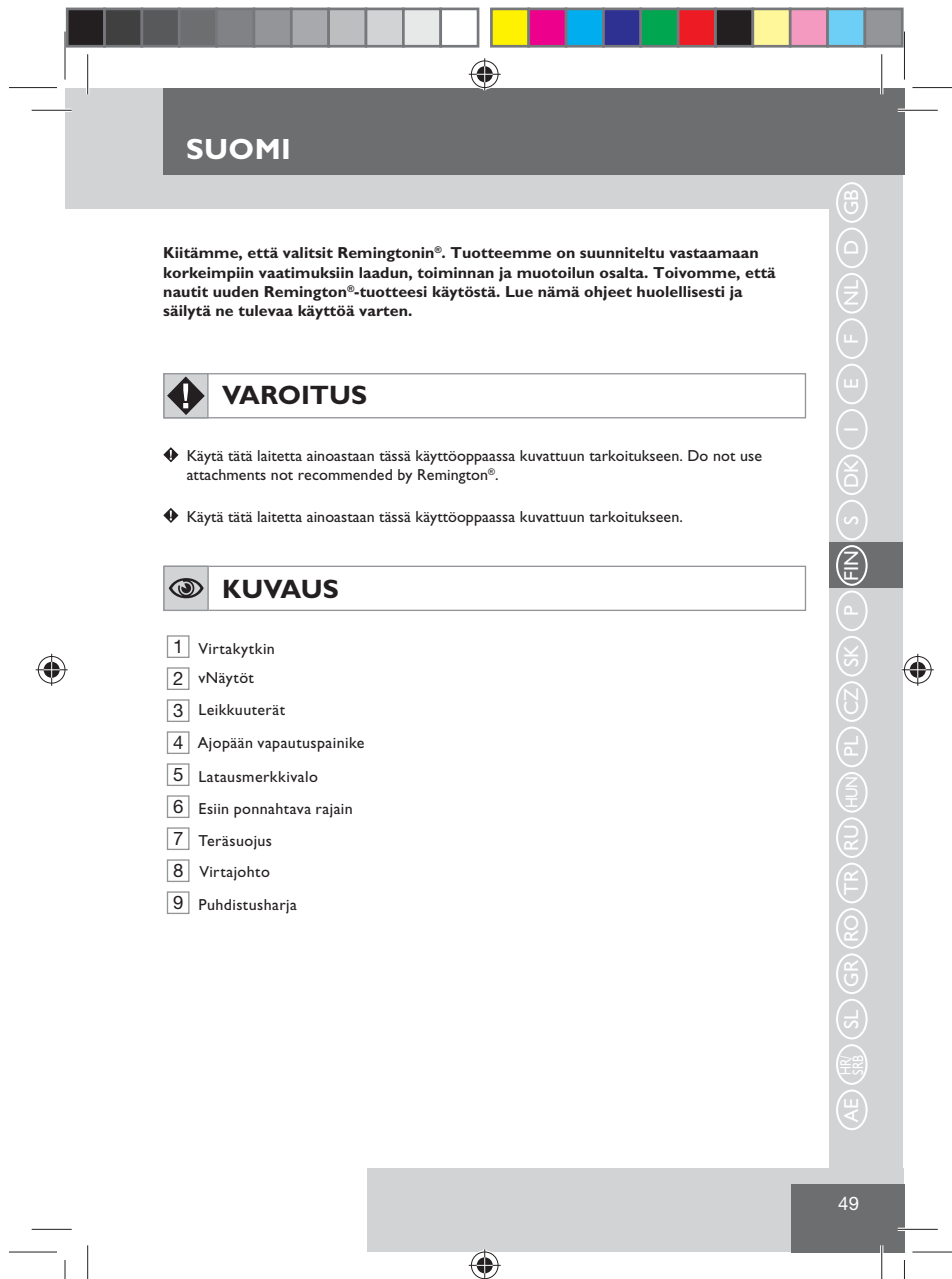 SUOMI
Kiitämme, että valitsit Remingtonin®. Tuotteemme on suunniteltu vastaamaan
korkeimpiin vaatimuksiin laadun, toiminnan ja muotoilun osalta. Toivomme, että
nautit uuden Remington®-tuotteesi käytöstä. Lue nämä ohjeet huolellisesti ja
säilytä ne tulevaa käyttöä varten.
VAROITUS
Käytä tätä laitetta ainoastaan tässä käyttöoppaassa kuvattuun tarkoitukseen. Do not use
attachments not recommended by Remington®.
Käytä tätä laitetta ainoastaan tässä käyttöoppaassa kuvattuun tarkoitukseen.
KUVAUS
1 Virtakytkin
2 vNäytöt
3 Leikkuuterät
4 Ajopään vapautuspainike
5 Latausmerkkivalo
6 Esiin ponnahtava rajain
7 Teräsuojus
8 Virtajohto
9 Puhdistusharja
GB
D
NL
F
E
I
DK
S
FIN
P
SK
CZ
PL
HUN
RU
TR
RO
GR
SL
HR/
SRB
AE
49